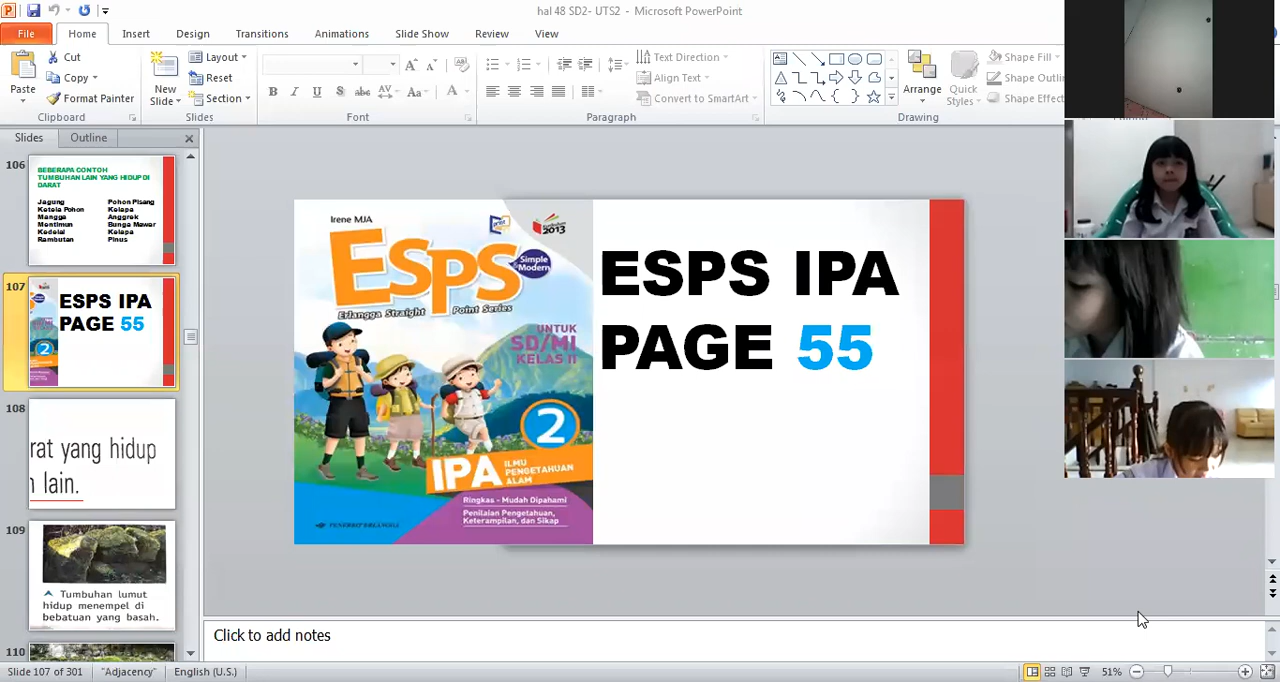 hal 48 SD2- UTS2 - Microsoft PowerPoint
File Home Insert Design Transitions Animations Slide Show Review View
Cut
Copy
Format Painter
Paste
Clipboard
New
Slide
Layout
Reset
Section
Slides
Font
Text Direction
Align Text
Convert to SmartArt
Paragraph
Arrange
Quick
Styles
Shape Fill
Shape Outli
Shape Effect
Drawing
Slides Outline
106
BEBERAPA CONTOH
TUMBUHAN LAIN YANG HIDUP DI
DARAT
Jagung Pohon Pisang
Ketela Pohon Kelapa
Mangga Anggrek
Mentimun Bunga Mawar
Kedelai Kelapa
Rambutan Pinus
107
ESPS IPA
PAGE 55
108
rat yang hidup
n lain.
109
Tumbuhan lumut
hidup menempel di
bebatuan yang basah.
110
Irene MJA
2013
ESPS
Simple
Modern
Erlangga Straight Point Series
UNTUK
SD/MI
KELAS II
2
IPA ILMU
PENGETAHUAN
ALAM
Ringkas - Mudah Dipahami
Penilaian Pengetahuan,
Keterampilan, dan Sikap
PENERBIT ERLANGGA
ESPS IPA
PAGE 55
Click to add notes
Slide 107 of 301 "Adjacency" English (U.S.) 51%